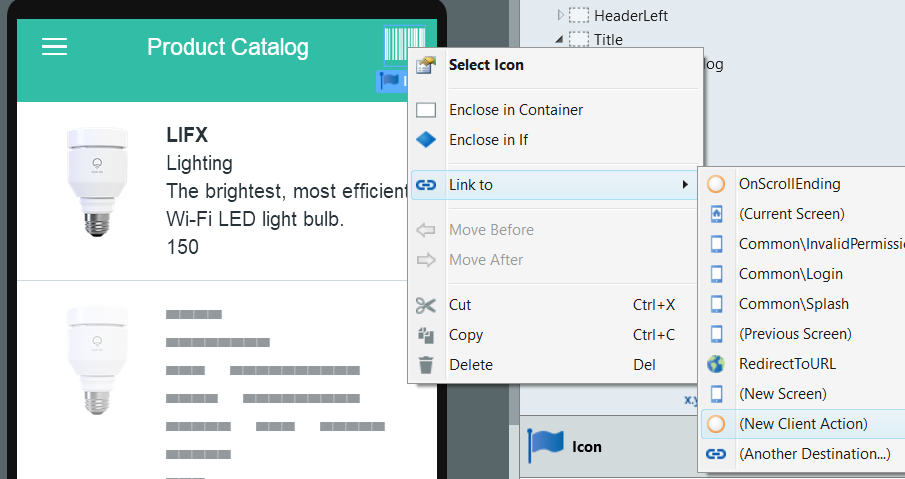 HeaderLeft
Title
Product Catalog
log
LIFX
Lighting
The brightest, most efficient
Wi-Fi LED light bulb.
150
Select Icon
Enclose in Container
Enclose in If
Link to
Move Before
Move After
Cut Ctrl+X
Copy Ctrl+C
Delete Del
OnScrollEnding
(Current Screen)
Common\InvalidPermissi
Common\Login
Common\Splash
(Previous Screen)
RedirectToURL
(New Screen)
(New Client Action)
(Another Destination...)
x.y
Icon